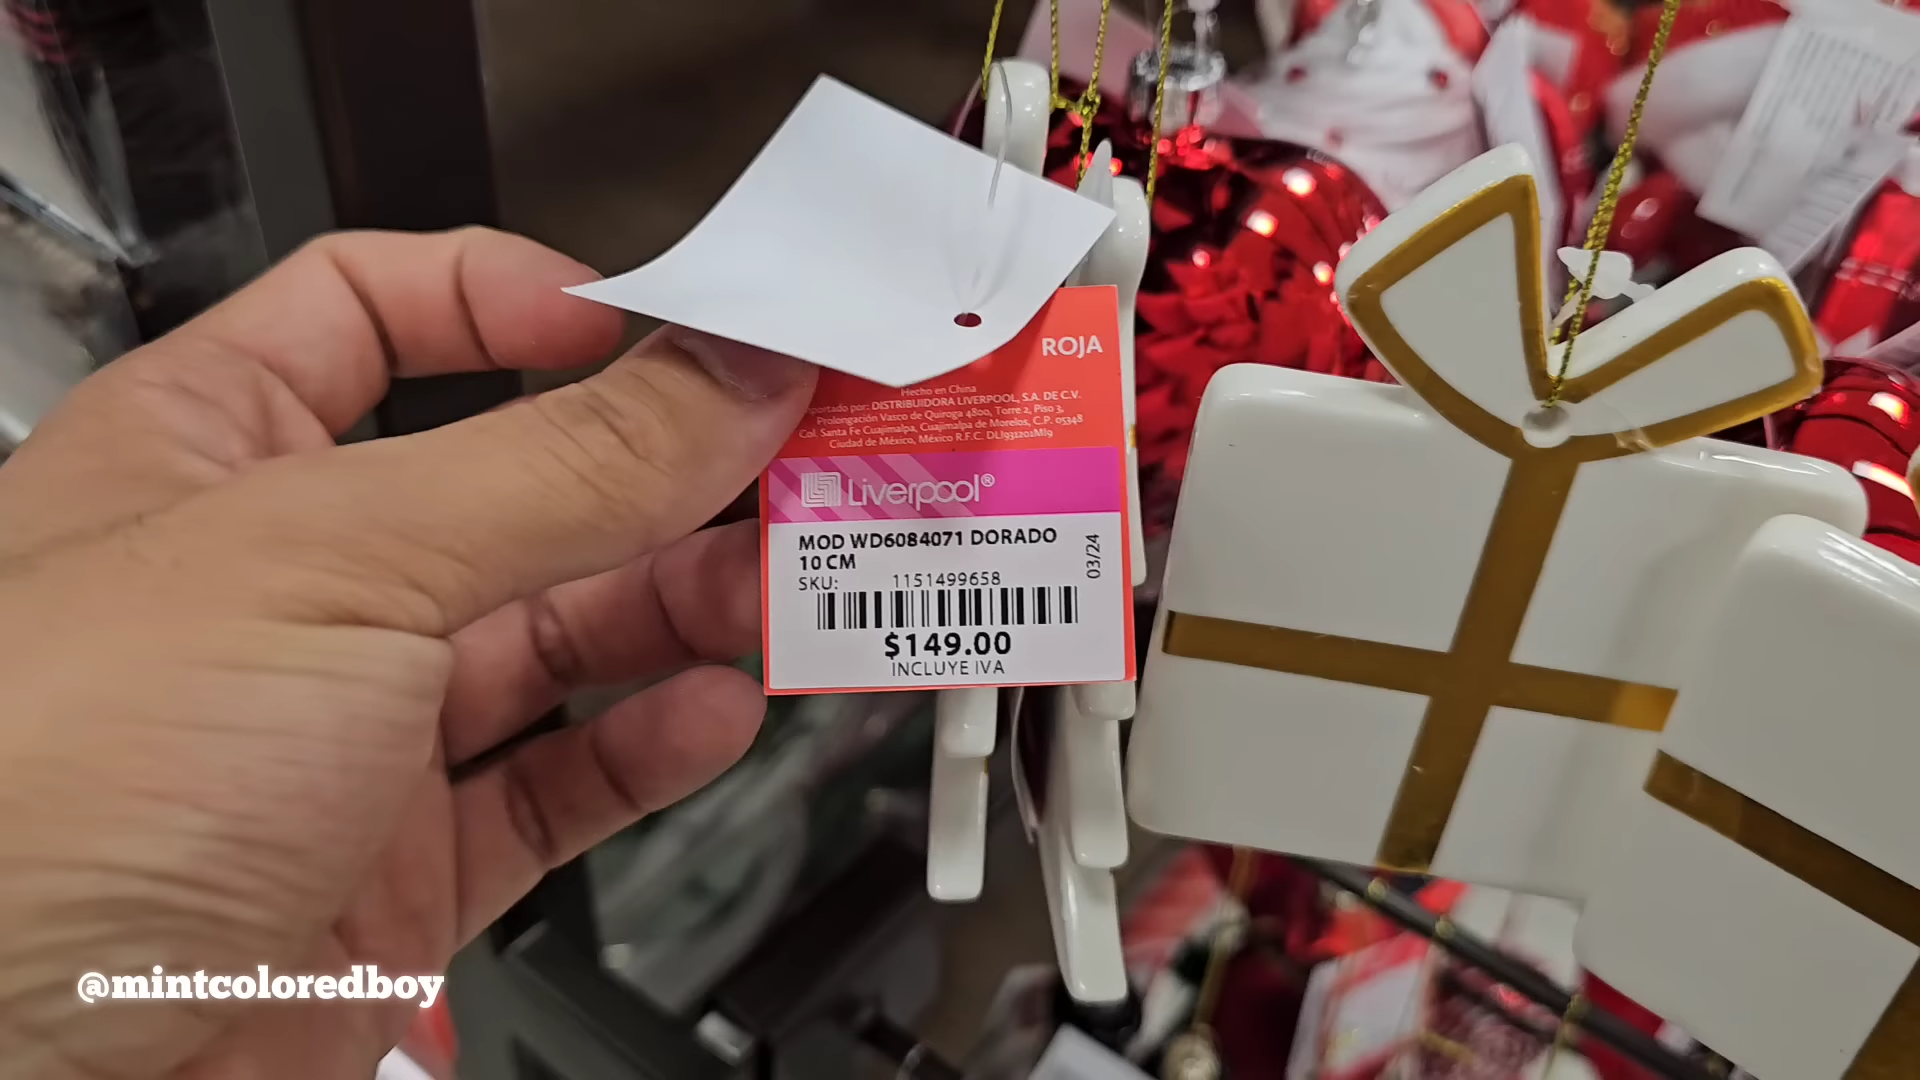 ROJA
Hecho en China
portado por: DISTRIBUIDORA LIVERPOOL, S.A. DE C.V.
Prolongación Vasco de Quiroga 4800, Torre 2, Piso 3,
Col. Santa Fe Cuajimalpa, Cuajimalpa de Morelos, C.P. 05348
Ciudad de México, México R.F.C. DLI931201MI9
Liverpool®
MOD WD6084071 DORADO
10 CM
03/24
SKU: 1151499658
$149.00
INCLUYE IVA
@mintcoloredboy